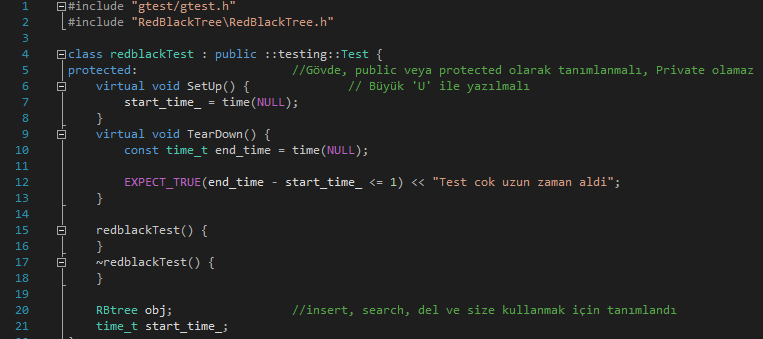 1 #include "gtest/gtest.h"
2 #include "RedBlackTree\RedBlackTree.h"
3
4 class redblackTest : public ::testing::Test {
5 protected: //Gövde, public veya protected olarak tanımlanmalı, Private olamaz
6 virtual void SetUp() { // Büyük 'U' ile yazılmalı
7 start_time_ = time(NULL);
8 }
9 virtual void TearDown() {
10 const time_t end_time = time(NULL);
11
12 EXPECT_TRUE(end_time - start_time_ <= 1) << "Test cok uzun zaman aldi";
13 }
14
15 redblackTest() {
16 }
17 ~redblackTest() {
18 }
19
20 RBtree obj; //insert, search, del ve size kullanmak için tanımlandı
21 time_t start_time_;